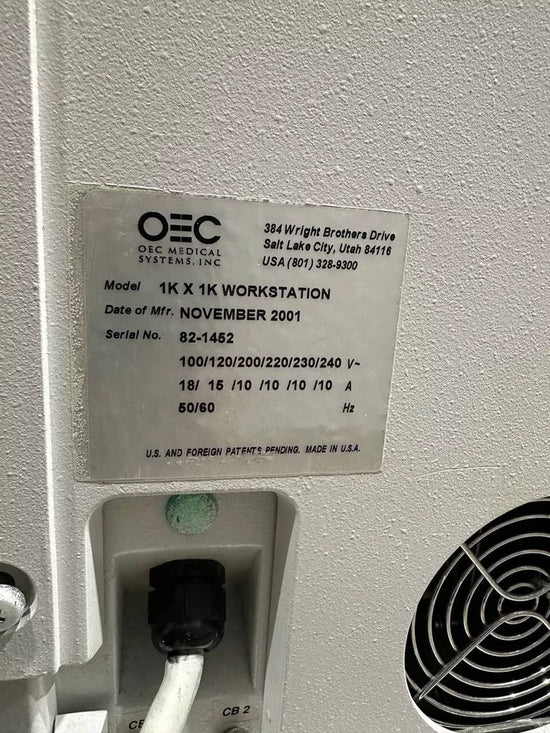 OEC
OEC MEDICAL
SYSTEMS, INC
384 Wright Brothers Drive
Salt Lake City, Utah 84116
USA (801) 328-9300
Model 1K X 1K WORKSTATION
Date of Mfr. NOVEMBER 2001
Serial No. 82-1452
100/120/200/220/230/240 V~
18/ 15 /10 /10 /10 /10 A
50/60 Hz
U.S. AND FOREIGN PATENTS PENDING. MADE IN U.S.A.
CB 2